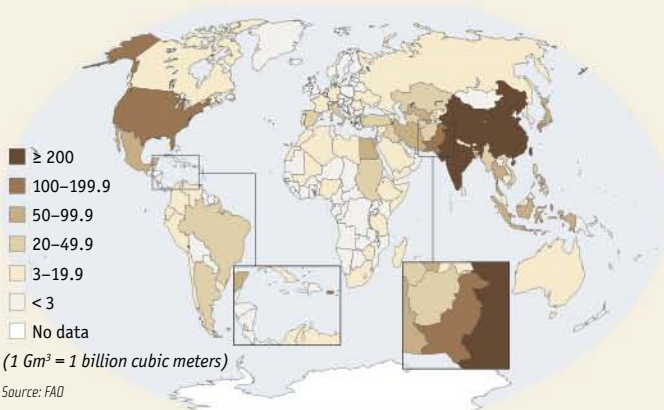 ≥ 200
100–199.9
50–99.9
20–49.9
3–19.9
< 3
No data
(1 Gm³ = 1 billion cubic meters)
Source: FAO